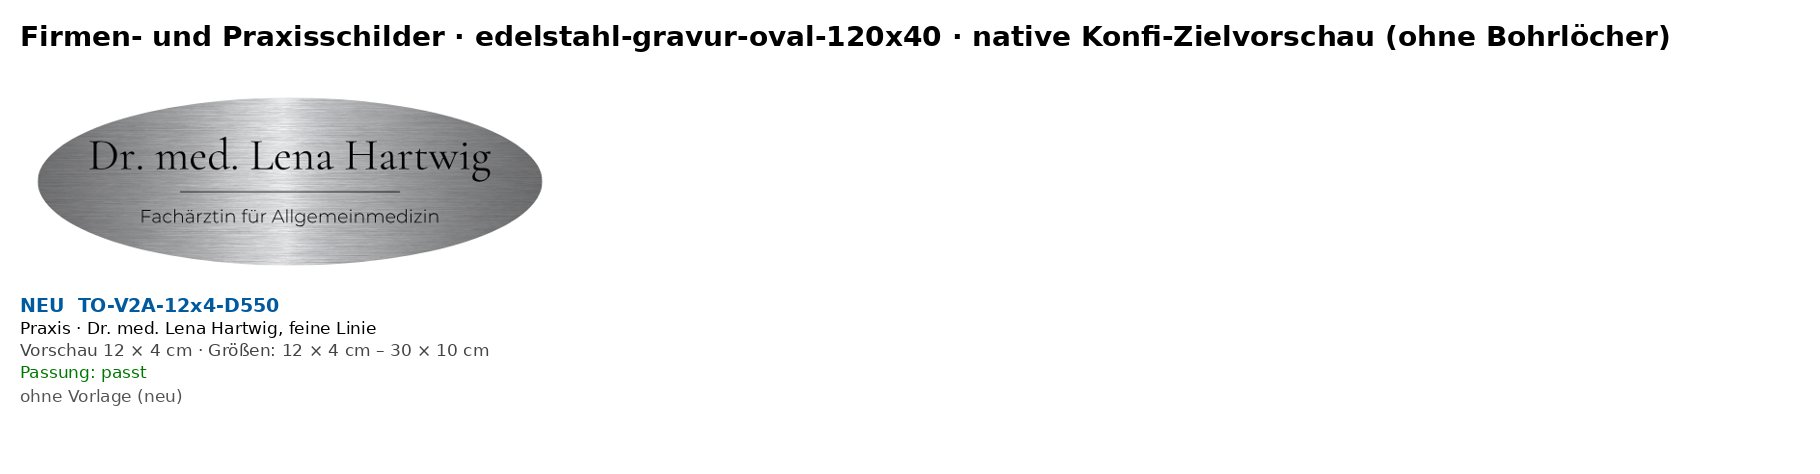 Firmen- und Praxisschilder · edelstahl-gravur-oval-120x40 · native Konfi-Zielvorschau (ohne Bohrlöcher)
Dr. med. Lena Hartwig
Fachärztin für Allgemeinmedizin
NEU TO-V2A-12x4-D550
Praxis · Dr. med. Lena Hartwig, feine Linie
Vorschau 12 × 4 cm · Größen: 12 × 4 cm – 30 × 10 cm
Passung: passt
ohne Vorlage (neu)